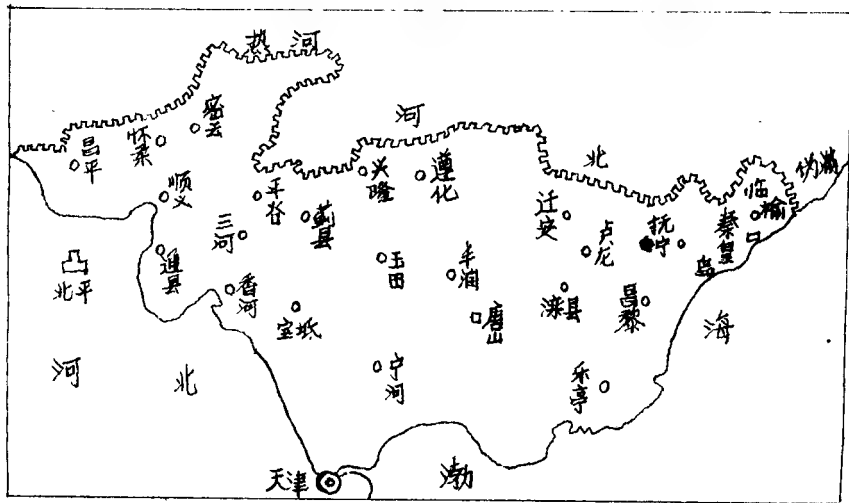 热河
河
北
伪满
密云
怀柔
昌平
顺义
平谷
兴隆
遵化
蓟县
三河
通县
香河
宝坻
北平
玉田
丰润
唐山
宁河
迁安
卢龙
抚宁
临榆
秦皇岛
滦县
昌黎
乐亭
河北
天津
渤
海